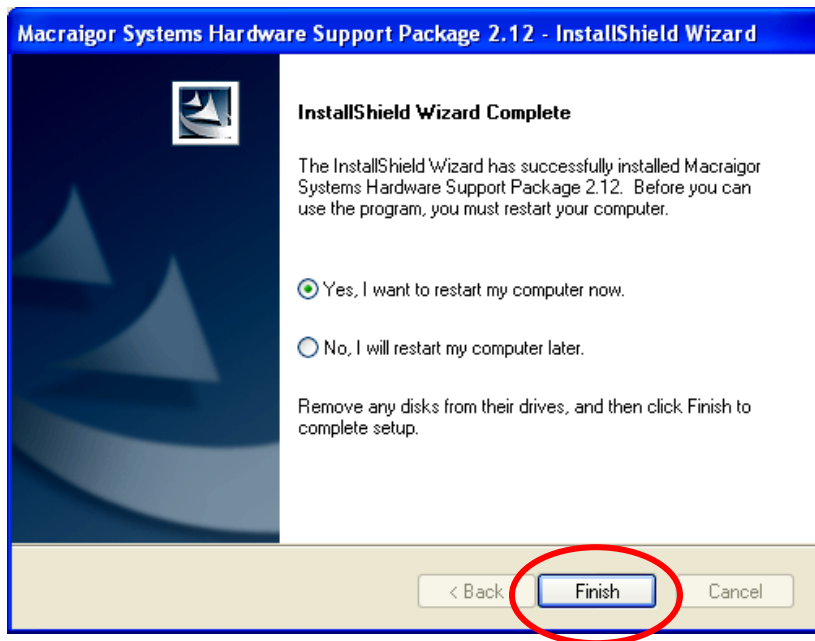 Macraigor Systems Hardware Support Package 2.12 - InstallShield Wizard
InstallShield Wizard Complete
The InstallShield Wizard has successfully installed Macraigor
Systems Hardware Support Package 2.12. Before you can
use the program, you must restart your computer.
Yes, I want to restart my computer now.
No, I will restart my computer later.
Remove any disks from their drives, and then click Finish to
complete setup.
< Back Finish Cancel